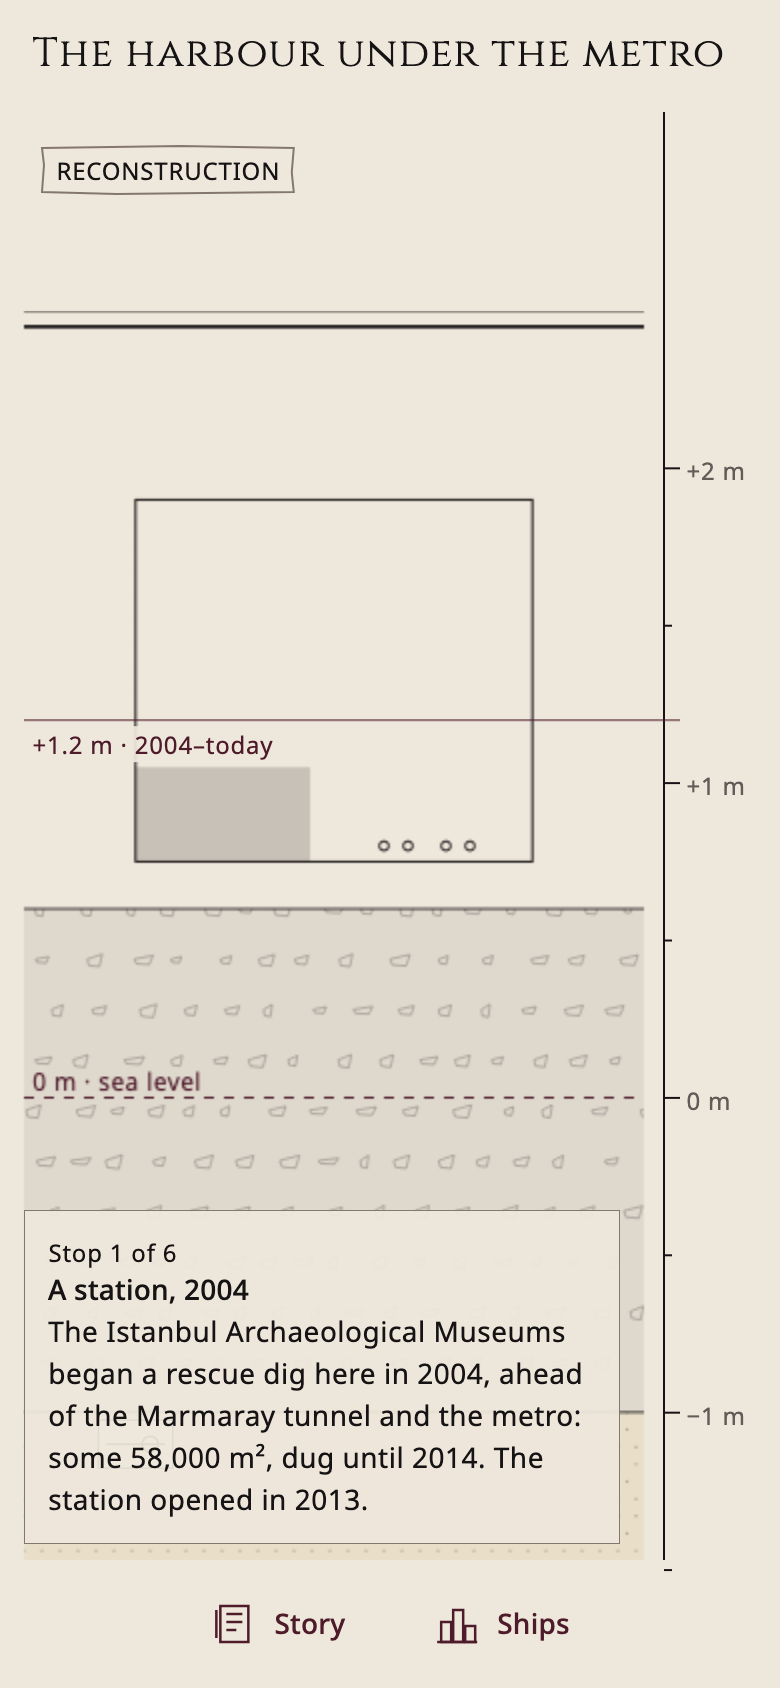 The harbour under the metro
RECONSTRUCTION
+2 m
+1.2 m · 2004–today
+1 m
0 m · sea level
0 m
Stop 1 of 6
A station, 2004
The Istanbul Archaeological Museums
began a rescue dig here in 2004, ahead
of the Marmaray tunnel and the metro:
some 58,000 m², dug until 2014. The
station opened in 2013.
−1 m
Story
Ships